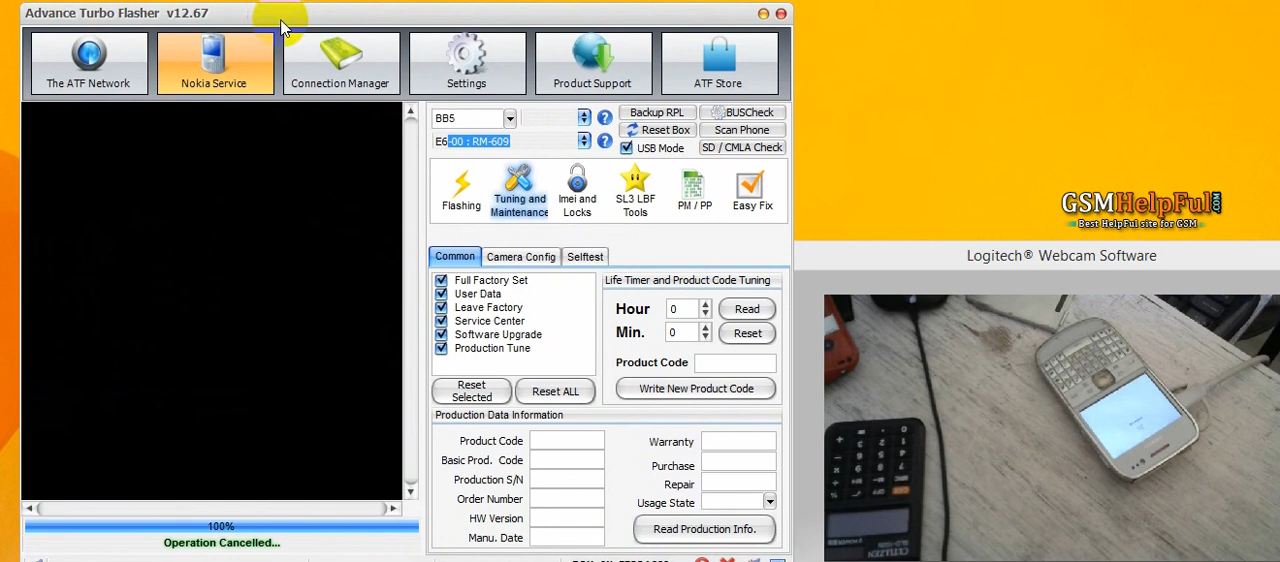 Advance Turbo Flasher v12.67
The ATF Network
Nokia Service
Connection Manager
Settings
Product Support
ATF Store
BB5
Backup RPL
BUSCheck
Reset Box
Scan Phone
E6-00 : RM-609
USB Mode
SD / CMLA Check
Flashing
Tuning and
Maintenance
Imei and
Locks
SL3 LBF
Tools
PM / PP
Easy Fix
Common
Camera Config
Selftest
Full Factory Set
User Data
Leave Factory
Service Center
Software Upgrade
Production Tune
Reset
Selected
Reset ALL
Life Timer and Product Code Tuning
Hour
0
Read
Min.
0
Reset
Product Code
Write New Product Code
Production Data Information
Product Code
Basic Prod. Code
Production S/N
Order Number
HW Version
Manu. Date
Warranty
Purchase
Repair
Usage State
Read Production Info.
100%
Operation Cancelled...
GSMHelpFul.com
Best HelpFul site for GSM
Logitech® Webcam Software
CITIZEN